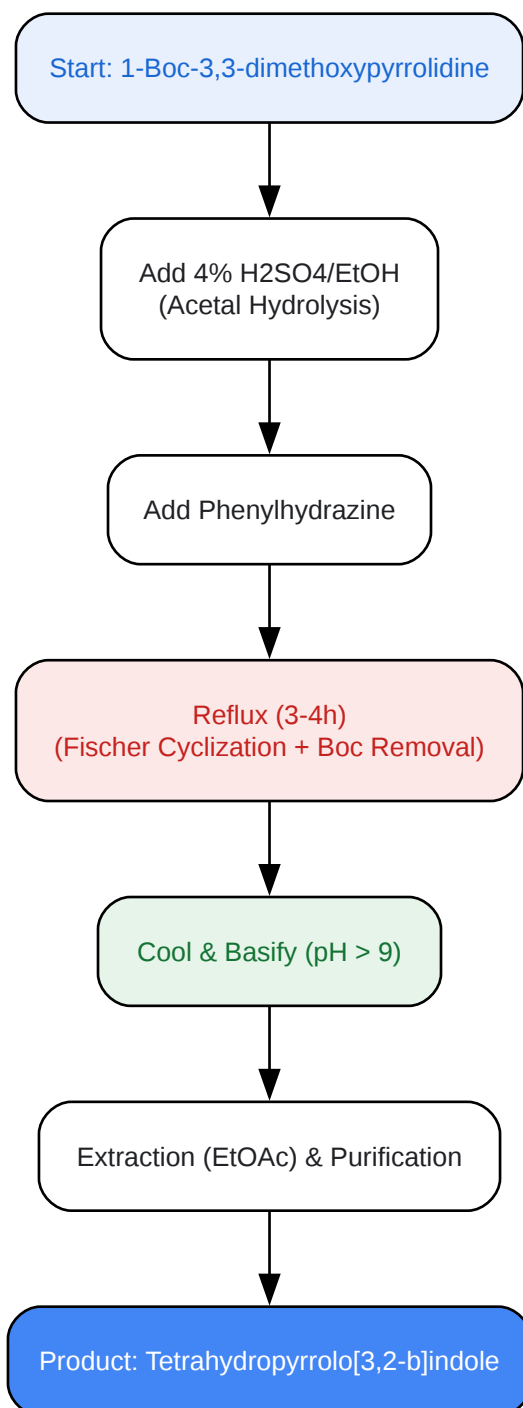 Start: 1-Boc-3,3-dimethoxypyrrolidine
Add 4% H2SO4/EtOH
(Acetal Hydrolysis)
Add Phenylhydrazine
Reflux (3-4h)
(Fischer Cyclization + Boc Removal)
Cool & Basify (pH > 9)
Extraction (EtOAc) & Purification
Product: Tetrahydropyrrolo[3,2-b]indole